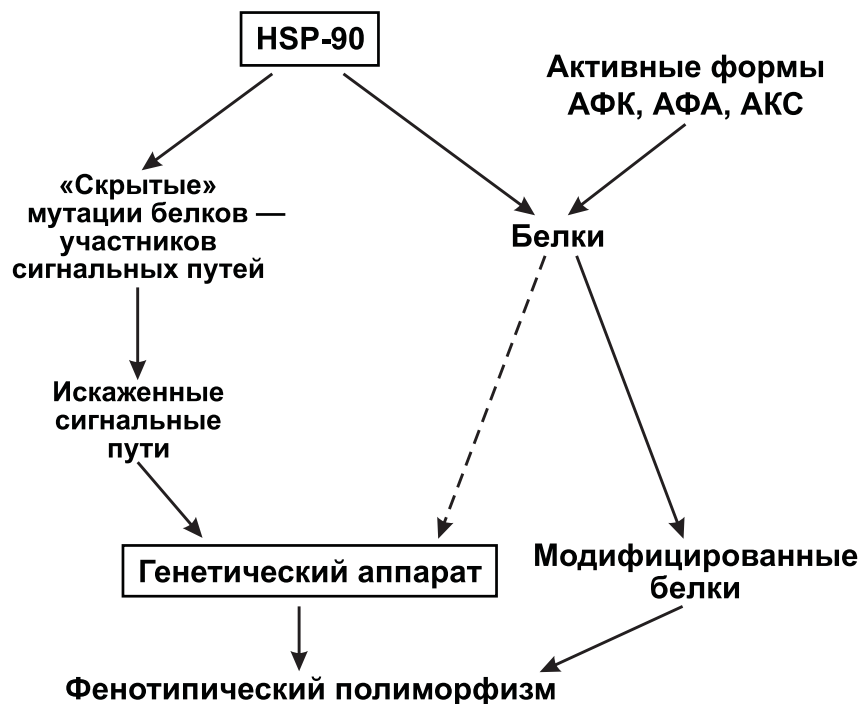 HSP-90
Активные формы
АФК, АФА, АКС
«Скрытые»
мутации белков —
участников
сигнальных путей
Белки
Искаженные
сигнальные
пути
Генетический аппарат
Модифицированные
белки
Фенотипический полиморфизм